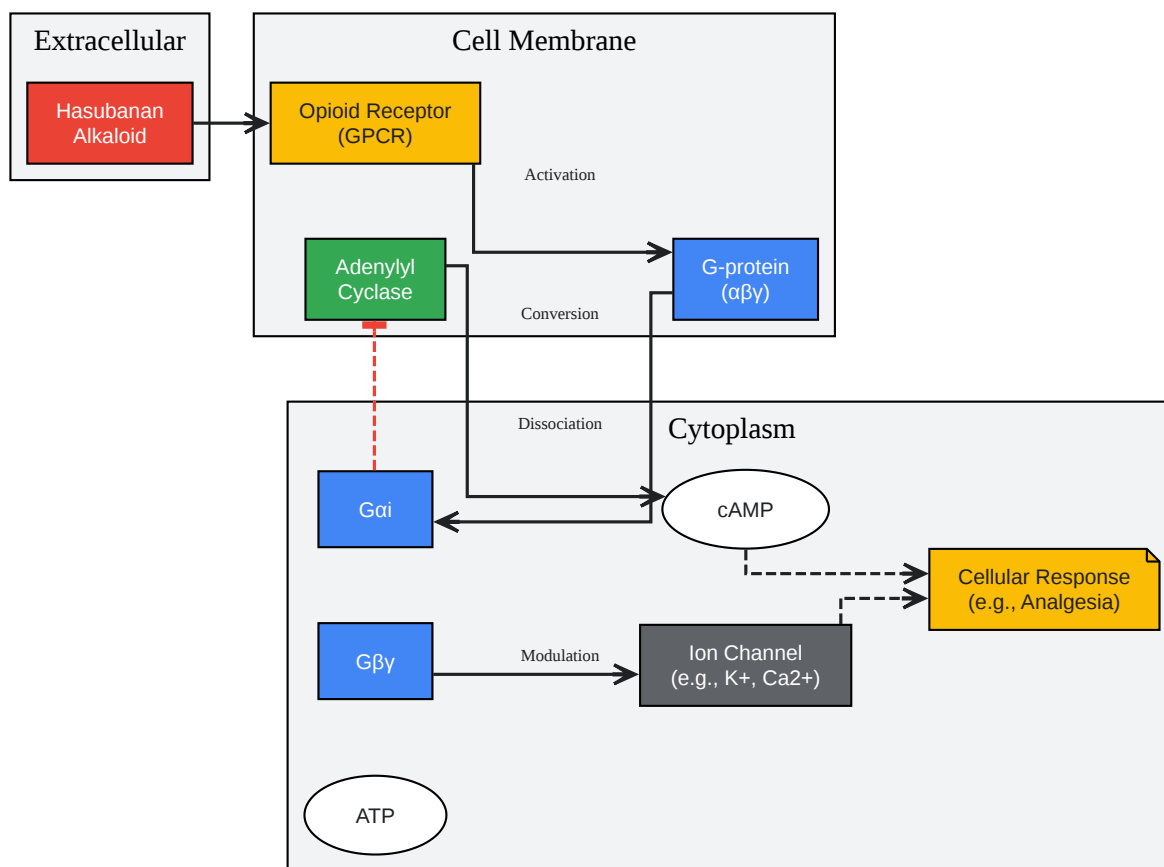 Extracellular
Cell Membrane
Hasubanan
Alkaloid
Opioid Receptor
(GPCR)
Activation
Adenylyl
Cyclase
G-protein
(αβγ)
Conversion
Dissociation
Cytoplasm
Gαi
cAMP
Cellular Response
(e.g., Analgesia)
Gβγ
Modulation
Ion Channel
(e.g., K+, Ca2+)
ATP